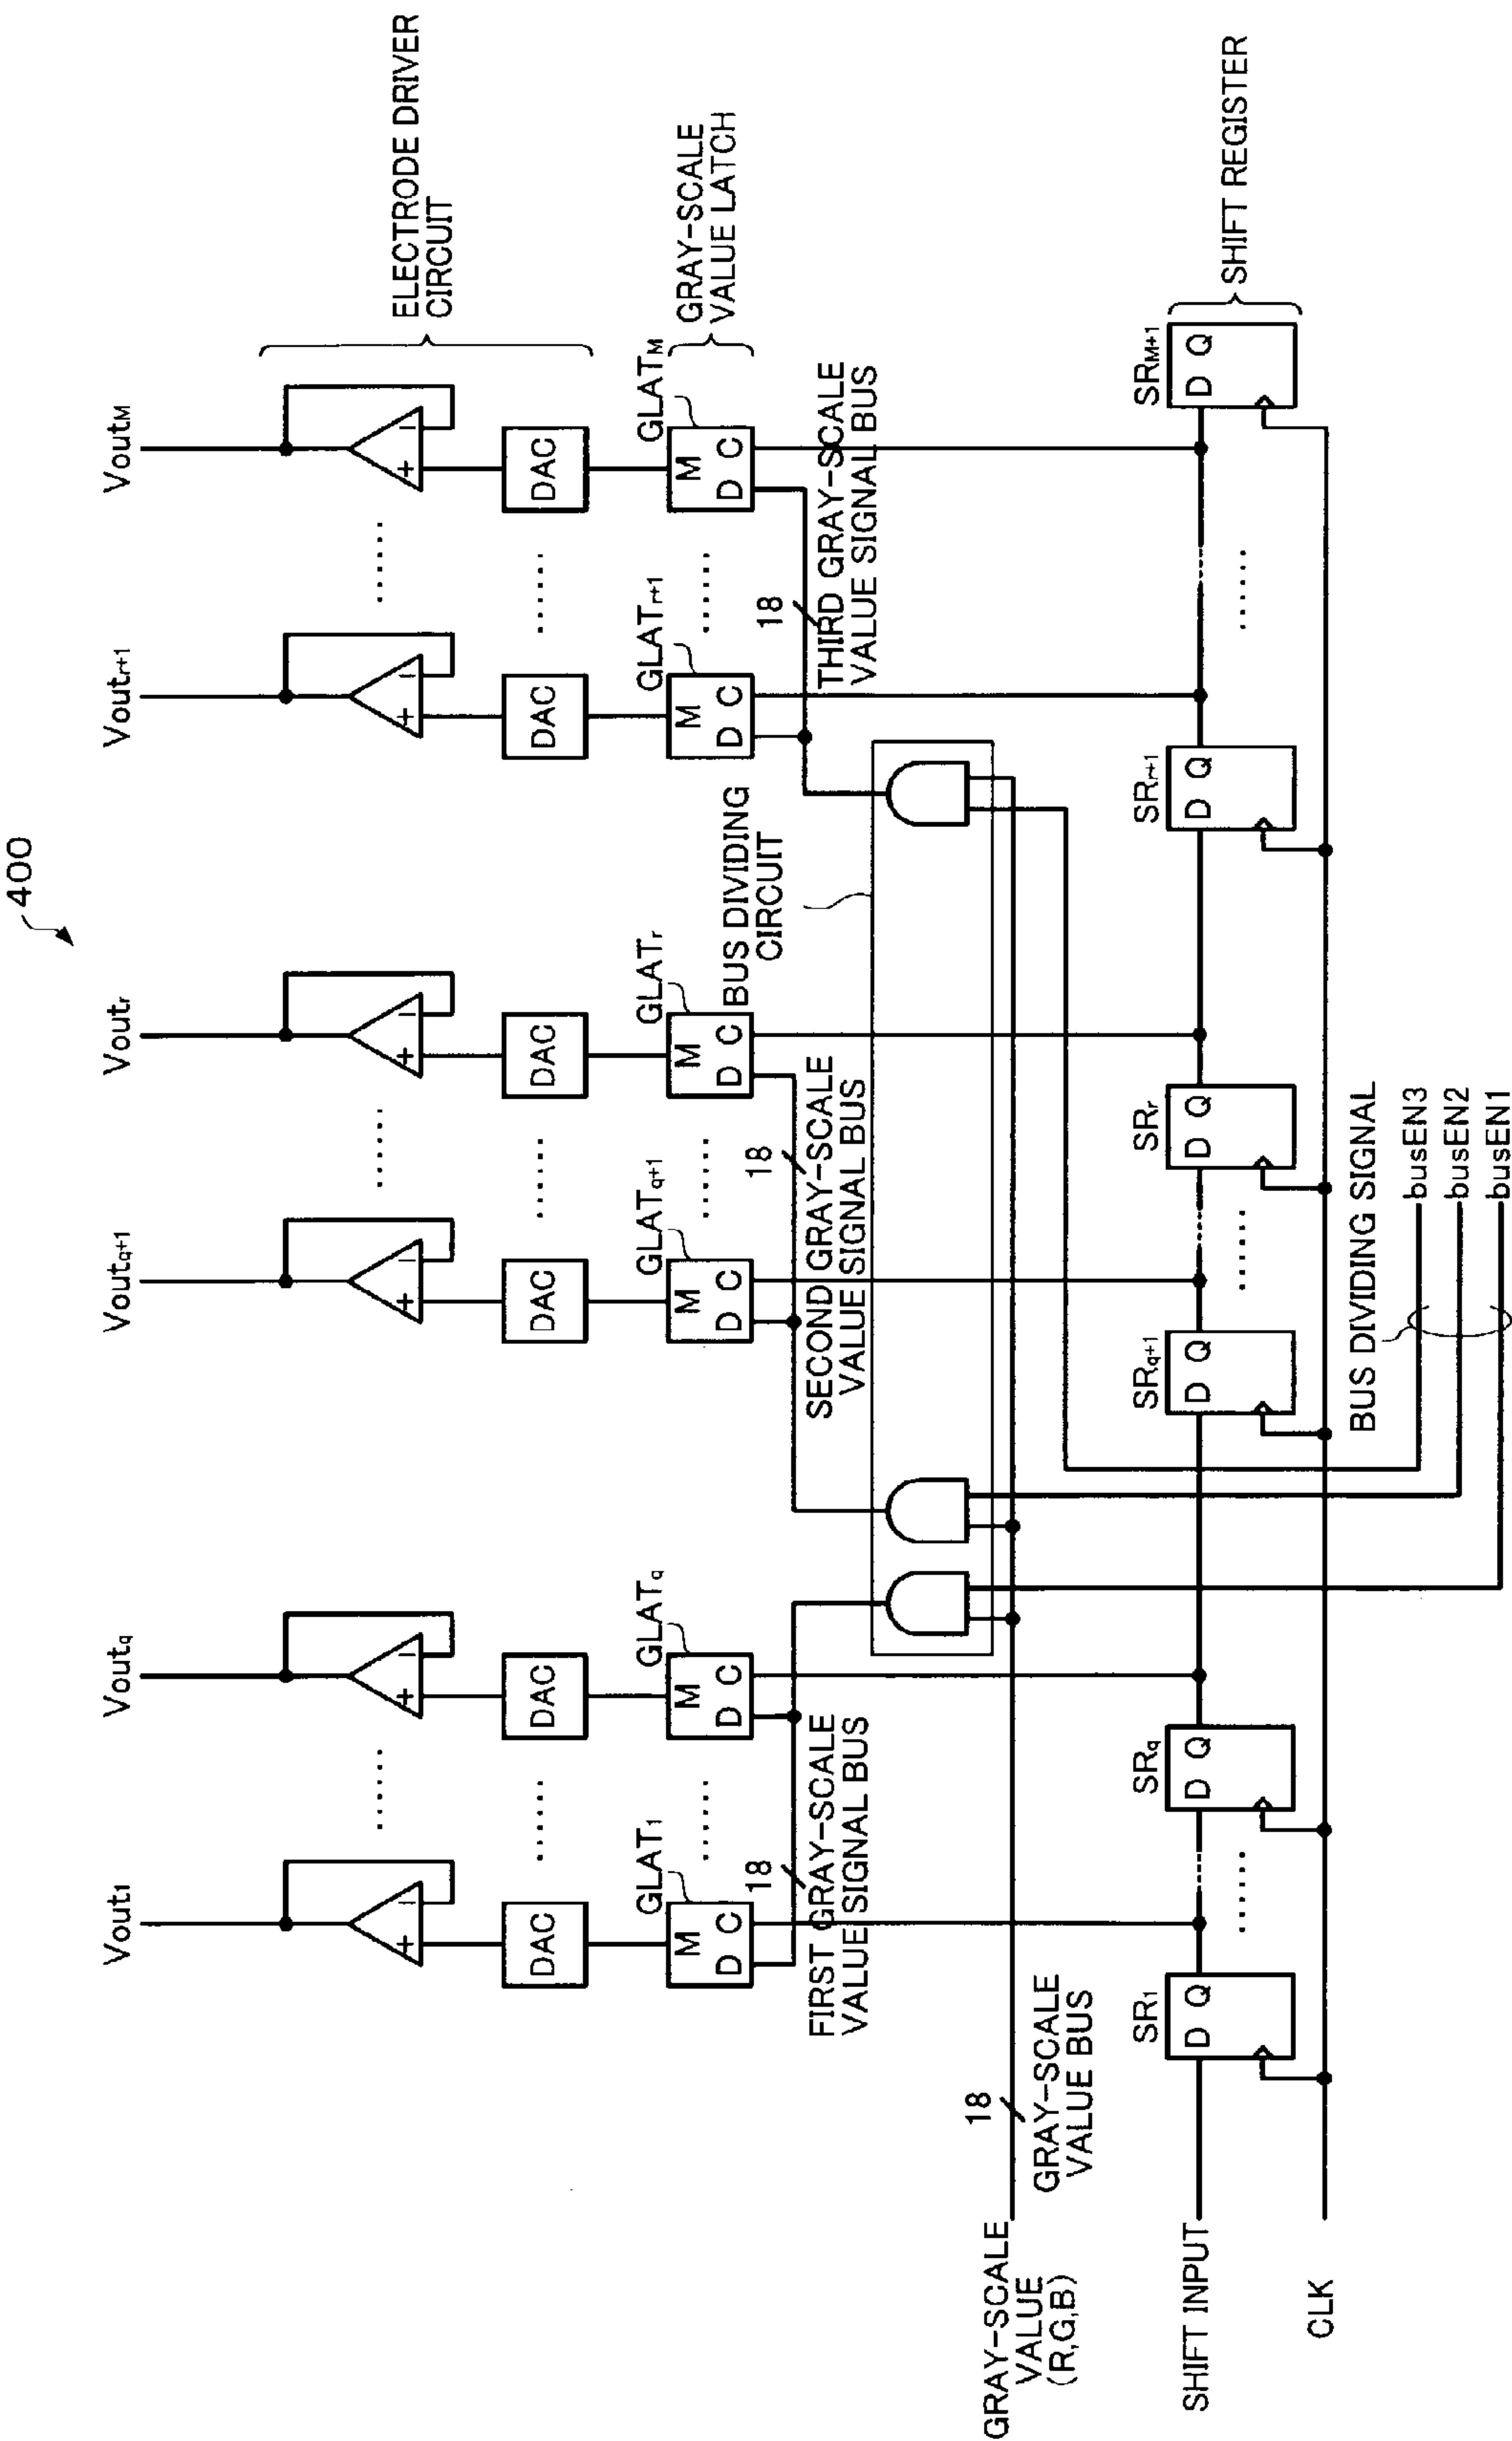 400
Vout1
Voutq
Voutq+1
Voutr
Voutr+1
VoutM
ELECTRODE DRIVER
CIRCUIT
+ −
+ −
+ −
+ −
+ −
+ −
......
......
......
DAC
......
DAC
DAC
......
DAC
DAC
......
DAC
GRAY-SCALE
VALUE LATCH
GLAT1
GLATq
GLATq+1
GLATr
GLATr+1
GLATM
M
D C
......
M
D C
M
D C
......
M
D C
M
D C
......
M
D C
18
FIRST GRAY-SCALE
VALUE SIGNAL BUS
18
SECOND GRAY-SCALE
VALUE SIGNAL BUS
BUS DIVIDING
CIRCUIT
18
THIRD GRAY-SCALE
VALUE SIGNAL BUS
GRAY-SCALE
VALUE
(R,G,B)
18
GRAY-SCALE
VALUE BUS
SHIFT INPUT
SR1
D Q
......
SRq
D Q
SRq+1
D Q
......
SRr
D Q
SRr+1
D Q
......
SRM+1
D Q
SHIFT REGISTER
CLK
BUS DIVIDING SIGNAL
busEN3
busEN2
busEN1